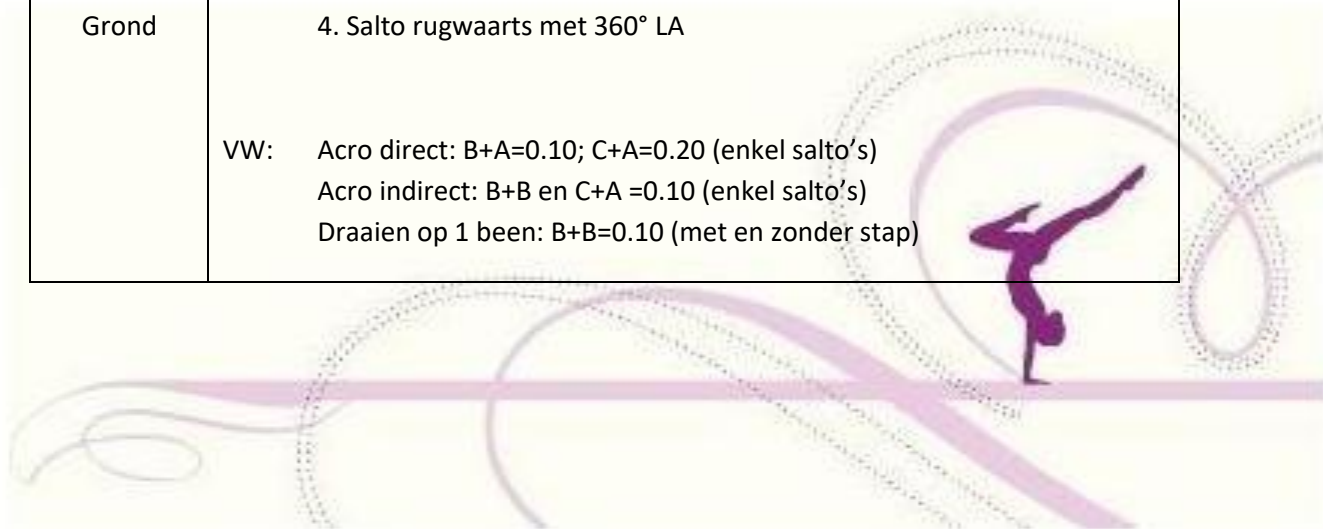 Grond 4. Salto rugwaarts met 360° LA
VW: Acro direct: B+A=0.10; C+A=0.20 (enkel salto’s)
Acro indirect: B+B en C+A =0.10 (enkel salto’s)
Draaien op 1 been: B+B=0.10 (met en zonder stap)